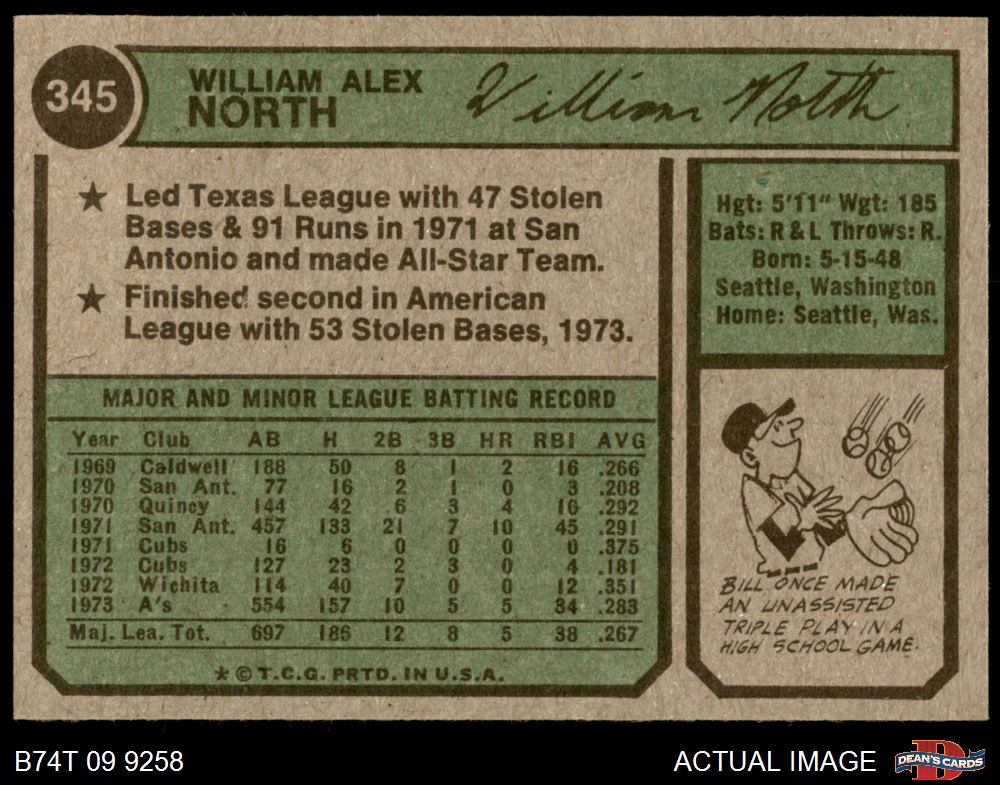 345
WILLIAM ALEX
NORTH
William North
★ Led Texas League with 47 Stolen
Bases & 91 Runs in 1971 at San
Antonio and made All-Star Team.
★ Finished second in American
League with 53 Stolen Bases, 1973.
Hgt: 5'11" Wgt: 185
Bats: R & L Throws: R.
Born: 5-15-48
Seattle, Washington
Home: Seattle, Was.
MAJOR AND MINOR LEAGUE BATTING RECORD
Year Club AB H 2B 3B HR RBI AVG
1969 Caldwell 188 50 8 1 2 16 .266
1970 San Ant. 77 16 2 1 0 3 .208
1970 Quincy 144 42 6 3 4 10 .292
1971 San Ant. 457 133 21 7 10 45 .291
1971 Cubs 16 6 0 0 0 0 .375
1972 Cubs 127 23 2 3 0 4 .181
1972 Wichita 114 40 7 0 0 12 .351
1973 A's 554 157 10 5 5 34 .283
Maj. Lea. Tot. 697 186 12 8 5 38 .267
* © T.C.G. PRTD. IN U.S.A.
BILL ONCE MADE
AN UNASSISTED
TRIPLE PLAY IN A
HIGH SCHOOL GAME.
B74T 09 9258
ACTUAL IMAGE
D
DEAN'S CARDS